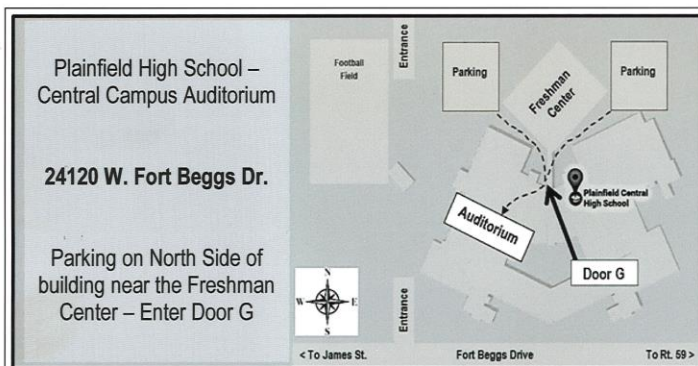 Plainfield High School –
Central Campus Auditorium
24120 W. Fort Beggs Dr.
Parking on North Side of
building near the Freshman
Center – Enter Door G
Entrance
Football
Field
Parking
Freshman
Center
Parking
Plainfield Central
High School
Auditorium
Door G
N
W
E
S
Entrance
< To James St.
Fort Beggs Drive
To Rt. 59 >